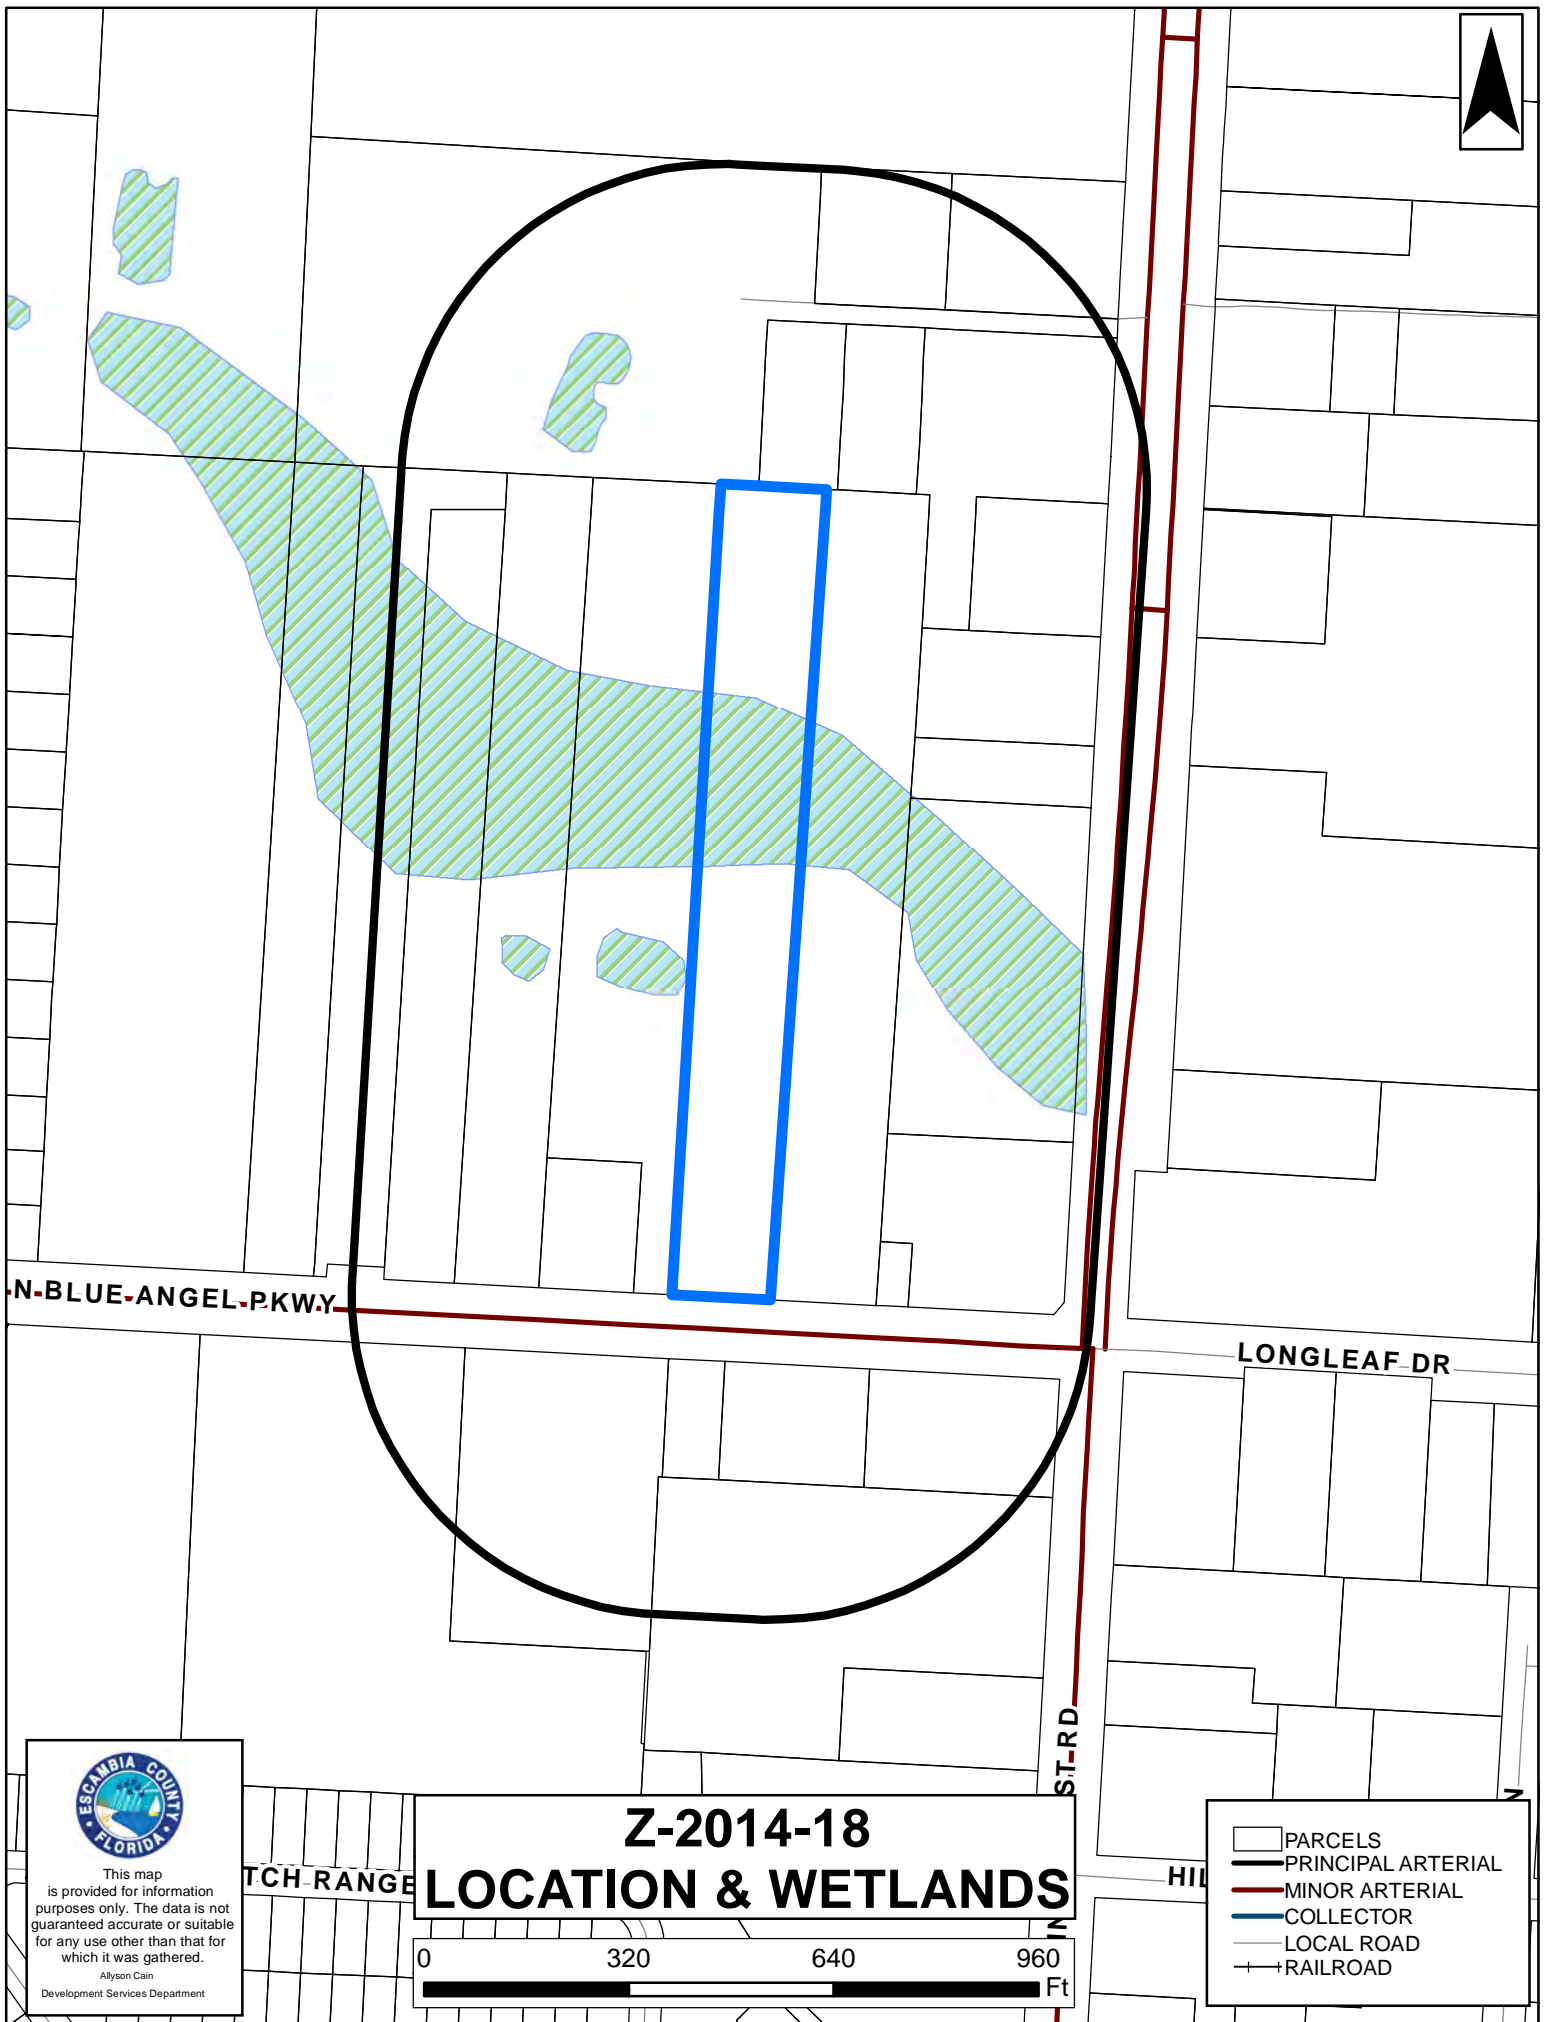 N BLUE ANGEL PKWY
LONGLEAF DR
ST RD
ESCAMBIA COUNTY
FLORIDA
This map
is provided for information
purposes only. The data is not
guaranteed accurate or suitable
for any use other than that for
which it was gathered.
Allyson Cain
Development Services Department
TCH RANGE
Z-2014-18
LOCATION & WETLANDS
0 320 640 960
Ft
HIL
N
PARCELS
PRINCIPAL ARTERIAL
MINOR ARTERIAL
COLLECTOR
LOCAL ROAD
RAILROAD